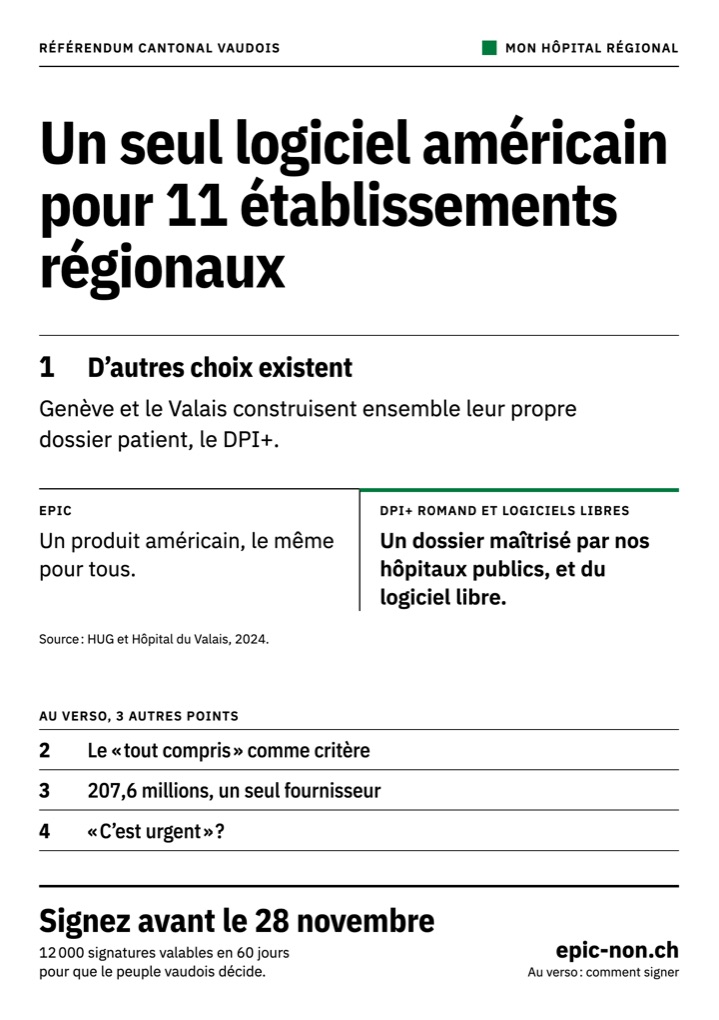 RÉFÉRENDUM CANTONAL VAUDOIS
MON HÔPITAL RÉGIONAL
Un seul logiciel américain
pour 11 établissements
régionaux
1 D’autres choix existent
Genève et le Valais construisent ensemble leur propre
dossier patient, le DPI+.
EPIC
Un produit américain, le même
pour tous.
DPI+ ROMAND ET LOGICIELS LIBRES
Un dossier maîtrisé par nos
hôpitaux publics, et du
logiciel libre.
Source : HUG et Hôpital du Valais, 2024.
AU VERSO, 3 AUTRES POINTS
2 Le « tout compris » comme critère
3 207,6 millions, un seul fournisseur
4 « C’est urgent » ?
Signez avant le 28 novembre
12 000 signatures valables en 60 jours
pour que le peuple vaudois décide.
epic-non.ch
Au verso : comment signer